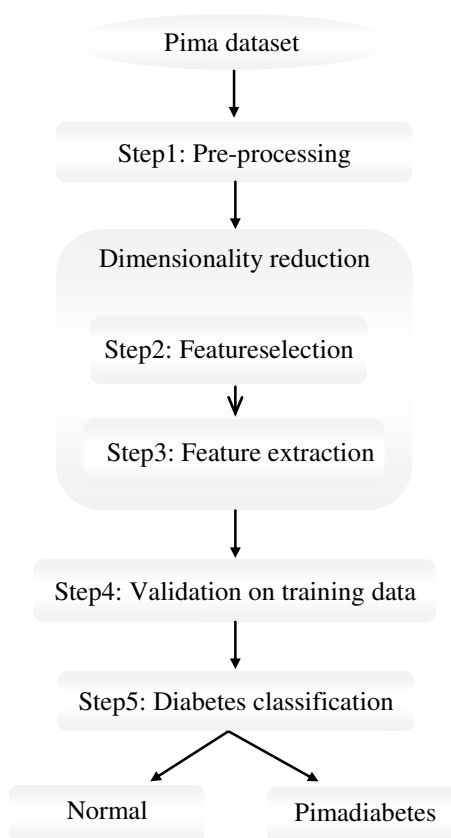 Pima dataset
Step1: Pre-processing
Dimensionality reduction
Step2: Featureselection
Step3: Feature extraction
Step4: Validation on training data
Step5: Diabetes classification
Normal
Pimadiabetes